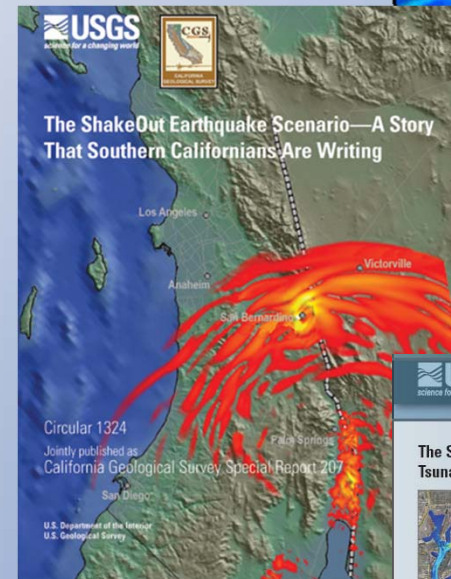 USGS
science for a changing world
CGS
CALIFORNIA
GEOLOGICAL SURVEY
The ShakeOut Earthquake Scenario—A Story
That Southern Californians Are Writing
Los Angeles
Victorville
Anaheim
San Bernardino
Circular 1324
Jointly published as
California Geological Survey Special Report 207
Palm Springs
San Diego
U.S. Department of the Interior
U.S. Geological Survey
science fo
The S
Tsuna